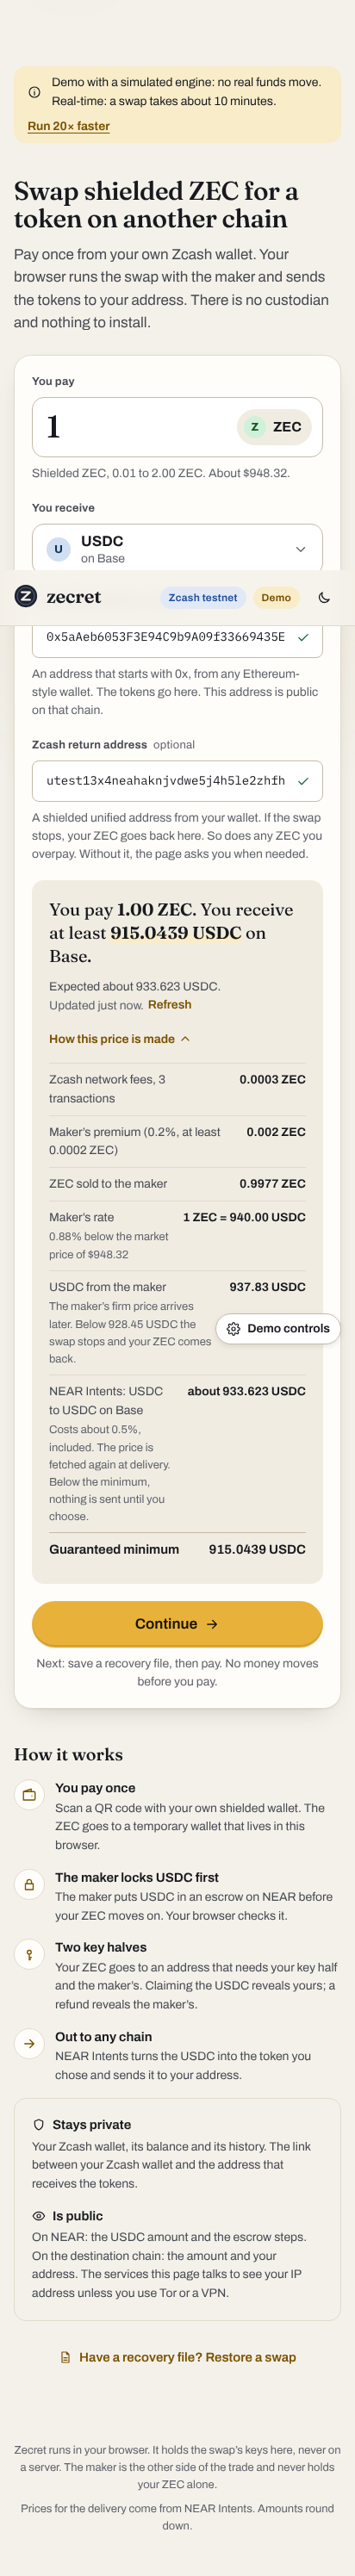 Demo with a simulated engine: no real funds move.
Real-time: a swap takes about 10 minutes.
Run 20× faster
Swap shielded ZEC for a
token on another chain
Pay once from your own Zcash wallet. Your
browser runs the swap with the maker and sends
the tokens to your address. There is no custodian
and nothing to install.
You pay
1
Z ZEC
Shielded ZEC, 0.01 to 2.00 ZEC. About $948.32.
You receive
U USDC
on Base
zecret
Zcash testnet
Demo
0x5aAeb6053F3E94C9b9A09f33669435E
An address that starts with 0x, from any Ethereum-
style wallet. The tokens go here. This address is public
on that chain.
Zcash return address optional
utest13x4neahaknjvdwe5j4h5le2zhfh
A shielded unified address from your wallet. If the swap
stops, your ZEC goes back here. So does any ZEC you
overpay. Without it, the page asks you when needed.
You pay 1.00 ZEC. You receive
at least 915.0439 USDC on
Base.
Expected about 933.623 USDC.
Updated just now. Refresh
How this price is made
Zcash network fees, 3 0.0003 ZEC
transactions
Maker's premium (0.2%, at least 0.002 ZEC
0.0002 ZEC)
ZEC sold to the maker 0.9977 ZEC
Maker's rate 1 ZEC = 940.00 USDC
0.88% below the market
price of $948.32
USDC from the maker 937.83 USDC
The maker's firm price arrives
later. Below 928.45 USDC the
swap stops and your ZEC comes
back.
Demo controls
NEAR Intents: USDC about 933.623 USDC
to USDC on Base
Costs about 0.5%,
included. The price is
fetched again at delivery.
Below the minimum,
nothing is sent until you
choose.
Guaranteed minimum 915.0439 USDC
Continue →
Next: save a recovery file, then pay. No money moves
before you pay.
How it works
You pay once
Scan a QR code with your own shielded wallet. The
ZEC goes to a temporary wallet that lives in this
browser.
The maker locks USDC first
The maker puts USDC in an escrow on NEAR before
your ZEC moves on. Your browser checks it.
Two key halves
Your ZEC goes to an address that needs your key half
and the maker's. Claiming the USDC reveals yours; a
refund reveals the maker's.
Out to any chain
NEAR Intents turns the USDC into the token you
chose and sends it to your address.
Stays private
Your Zcash wallet, its balance and its history. The link
between your Zcash wallet and the address that
receives the tokens.
Is public
On NEAR: the USDC amount and the escrow steps.
On the destination chain: the amount and your
address. The services this page talks to see your IP
address unless you use Tor or a VPN.
Have a recovery file? Restore a swap
Zecret runs in your browser. It holds the swap's keys here, never on
a server. The maker is the other side of the trade and never holds
your ZEC alone.
Prices for the delivery come from NEAR Intents. Amounts round
down.